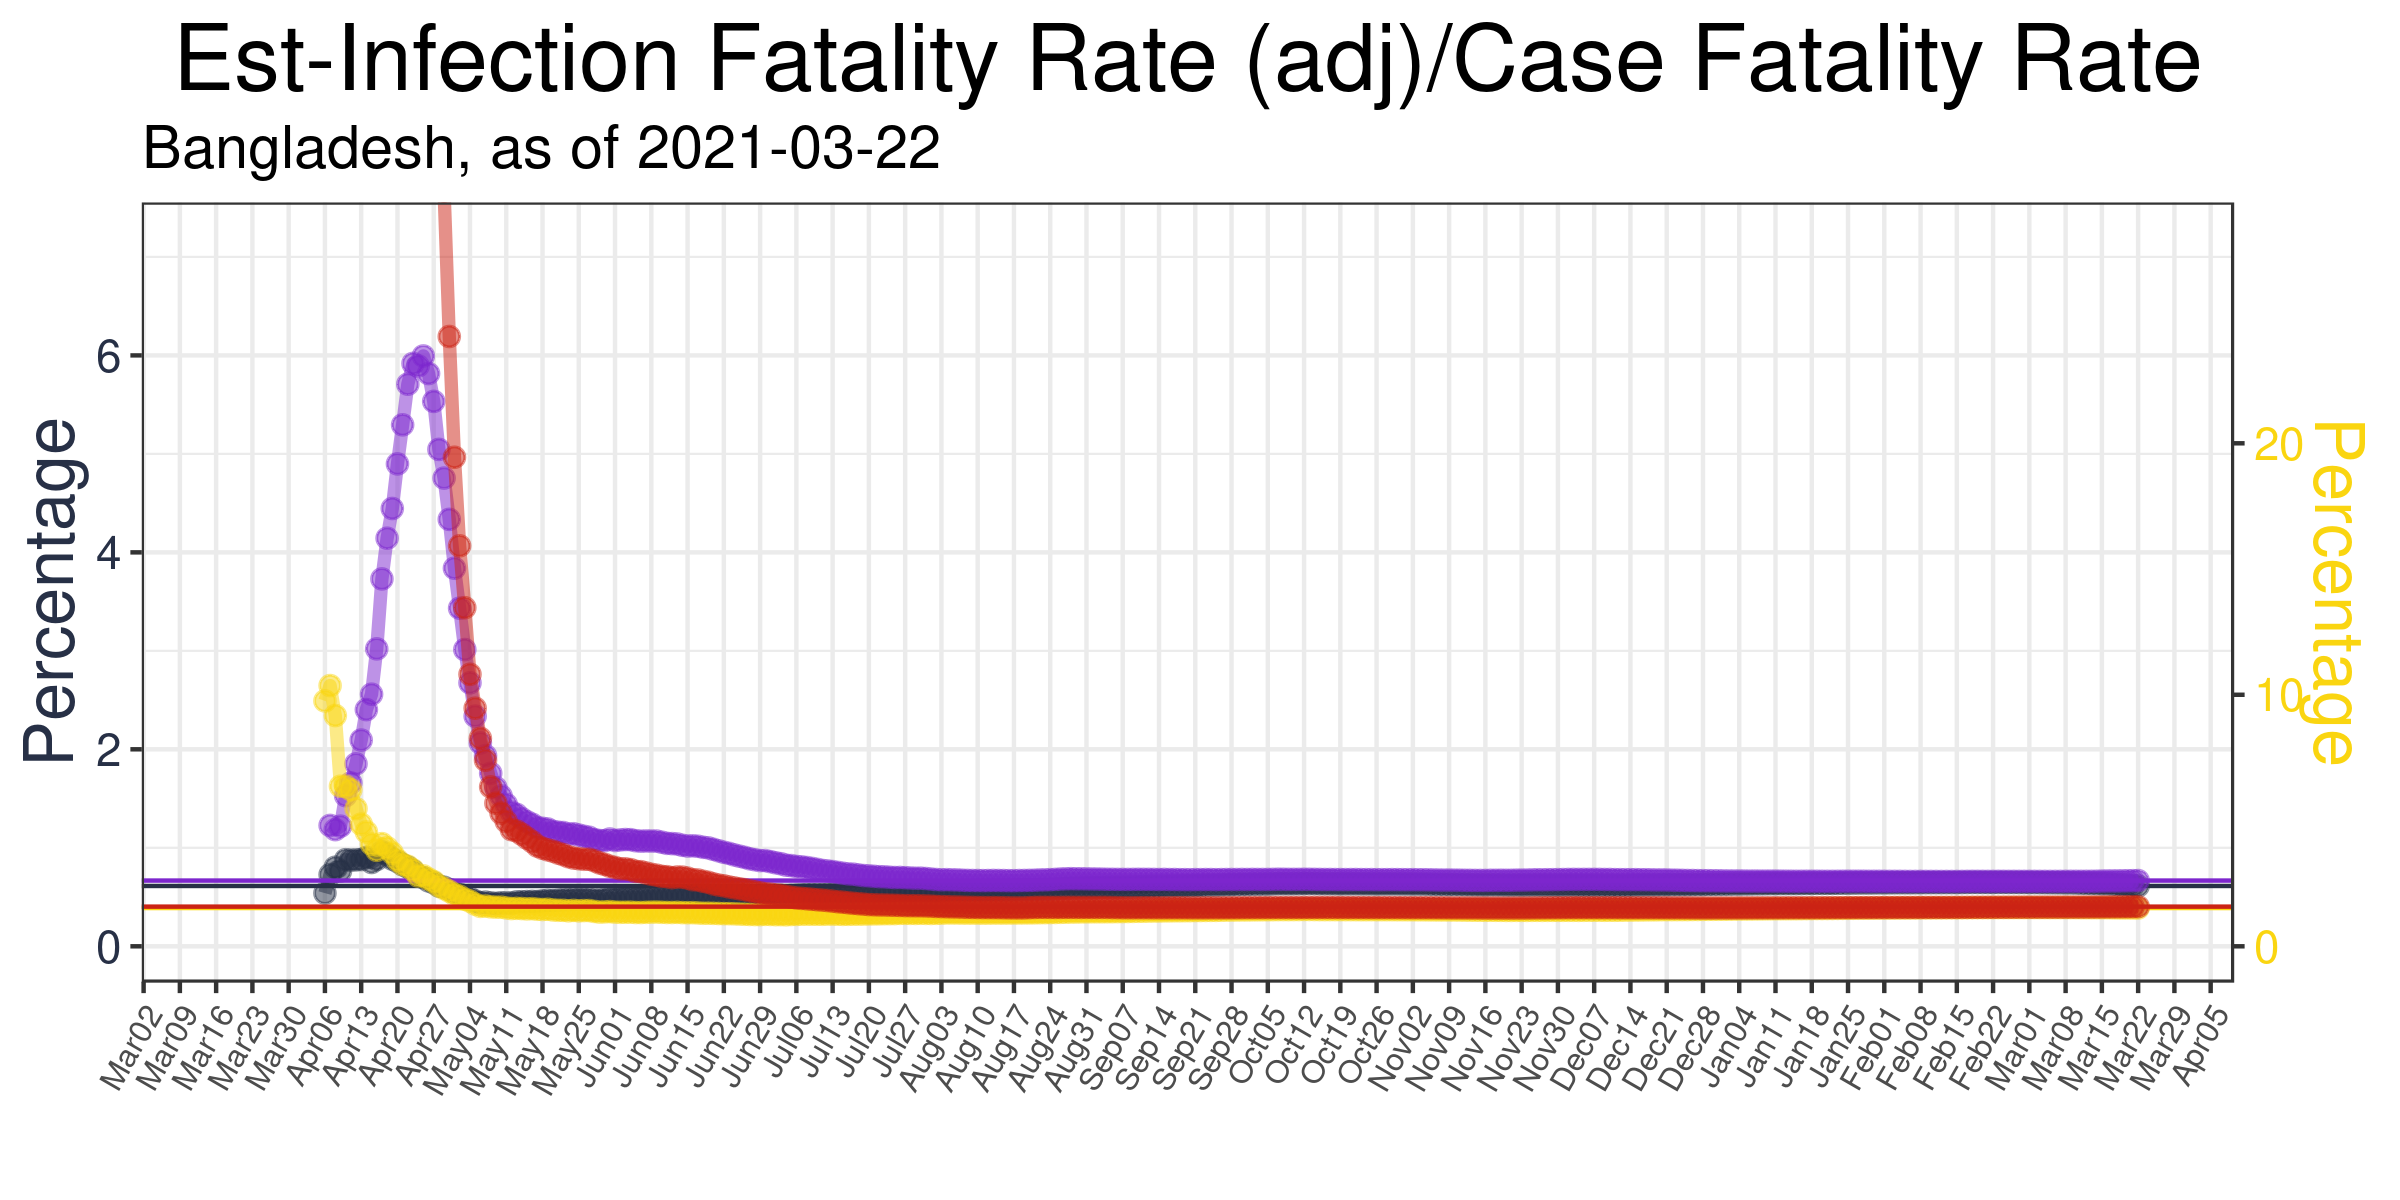 Est-Infection Fatality Rate (adj)/Case Fatality Rate
Bangladesh, as of 2021-03-22
Percentage
6
4
2
0
Percentage
20
10
0
Mar02
Mar09
Mar16
Mar23
Mar30
Apr06
Apr13
Apr20
Apr27
May04
May11
May18
May25
Jun01
Jun08
Jun15
Jun22
Jun29
Jul06
Jul13
Jul20
Jul27
Aug03
Aug10
Aug17
Aug24
Aug31
Sep07
Sep14
Sep21
Sep28
Oct05
Oct12
Oct19
Oct26
Nov02
Nov09
Nov16
Nov23
Nov30
Dec07
Dec14
Dec21
Dec28
Jan04
Jan11
Jan18
Jan25
Feb01
Feb08
Feb15
Feb22
Mar01
Mar08
Mar15
Mar22
Mar29
Apr05